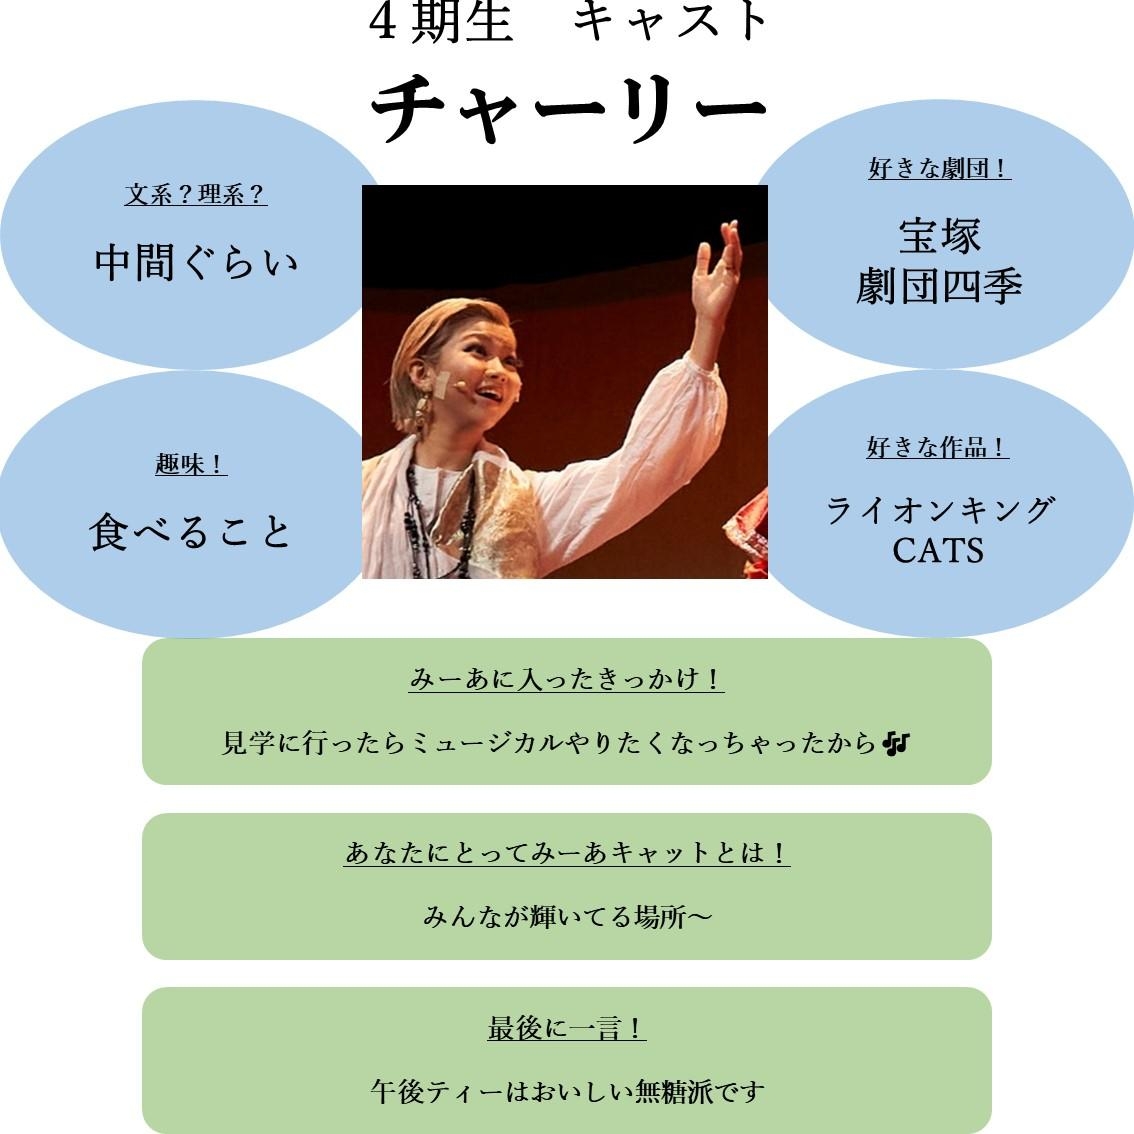 4期生　キャスト
チャーリー
文系？理系？
中間ぐらい
好きな劇団！
宝塚
劇団四季
趣味！
食べること
好きな作品！
ライオンキング
CATS
みーあに入ったきっかけ！
見学に行ったらミュージカルやりたくなっちゃったから🎶
あなたにとってみーあキャットとは！
みんなが輝いてる場所〜
最後に一言！
午後ティーはおいしい無糖派です